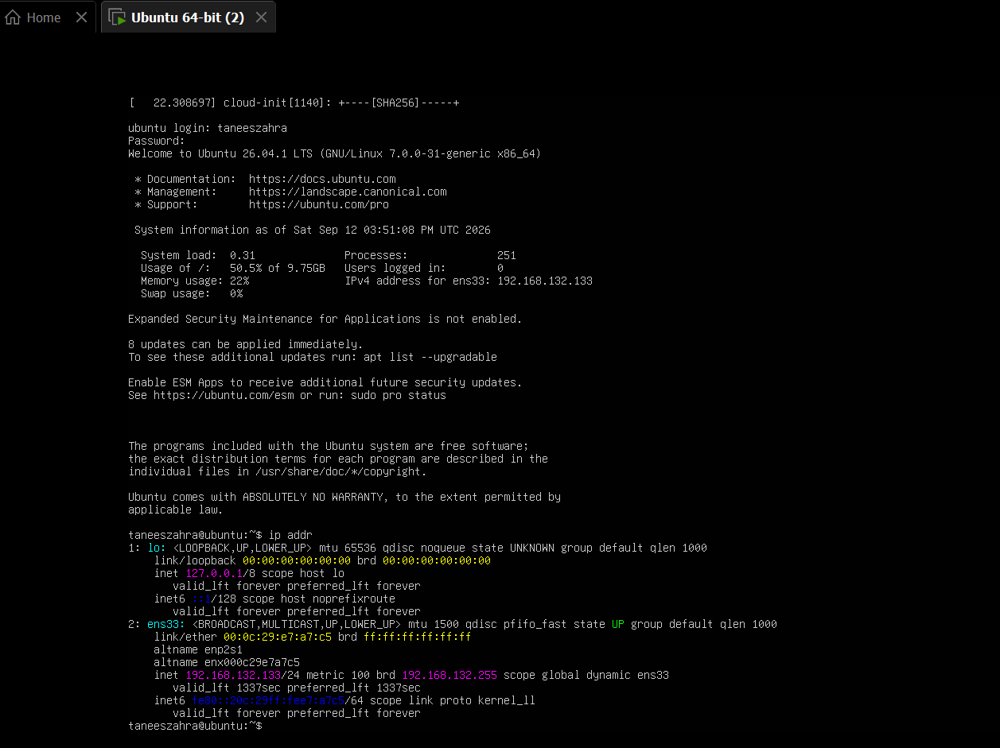 Home
Ubuntu 64-bit (2)
[   22.308697] cloud-init[1140]: +----[SHA256]-----+
ubuntu login: taneeszahra
Password:
Welcome to Ubuntu 26.04.1 LTS (GNU/Linux 7.0.0-31-generic x86_64)
* Documentation:  https://docs.ubuntu.com
* Management:     https://landscape.canonical.com
* Support:        https://ubuntu.com/pro
System information as of Sat Sep 12 03:51:08 PM UTC 2026
System load:  0.31              Processes:              251
Usage of /:   50.5% of 9.75GB   Users logged in:        0
Memory usage: 22%               IPv4 address for ens33: 192.168.132.133
Swap usage:   0%
Expanded Security Maintenance for Applications is not enabled.
8 updates can be applied immediately.
To see these additional updates run: apt list --upgradable
Enable ESM Apps to receive additional future security updates.
See https://ubuntu.com/esm or run: sudo pro status
The programs included with the Ubuntu system are free software;
the exact distribution terms for each program are described in the
individual files in /usr/share/doc/*/copyright.
Ubuntu comes with ABSOLUTELY NO WARRANTY, to the extent permitted by
applicable law.
taneeszahra@ubuntu:~$ ip addr
1: lo: <LOOPBACK,UP,LOWER_UP> mtu 65536 qdisc noqueue state UNKNOWN group default qlen 1000
    link/loopback 00:00:00:00:00:00 brd 00:00:00:00:00:00
    inet 127.0.0.1/8 scope host lo
       valid_lft forever preferred_lft forever
    inet6 ::1/128 scope host noprefixroute
       valid_lft forever preferred_lft forever
2: ens33: <BROADCAST,MULTICAST,UP,LOWER_UP> mtu 1500 qdisc pfifo_fast state UP group default qlen 1000
    link/ether 00:0c:29:e7:a7:c5 brd ff:ff:ff:ff:ff:ff
    altname enp2s1
    altname enx000c29e7a7c5
    inet 192.168.132.133/24 metric 100 brd 192.168.132.255 scope global dynamic ens33
       valid_lft 1337sec preferred_lft 1337sec
    inet6 fe80::20c:29ff:fee7:a7c5/64 scope link proto kernel_ll
       valid_lft forever preferred_lft forever
taneeszahra@ubuntu:~$